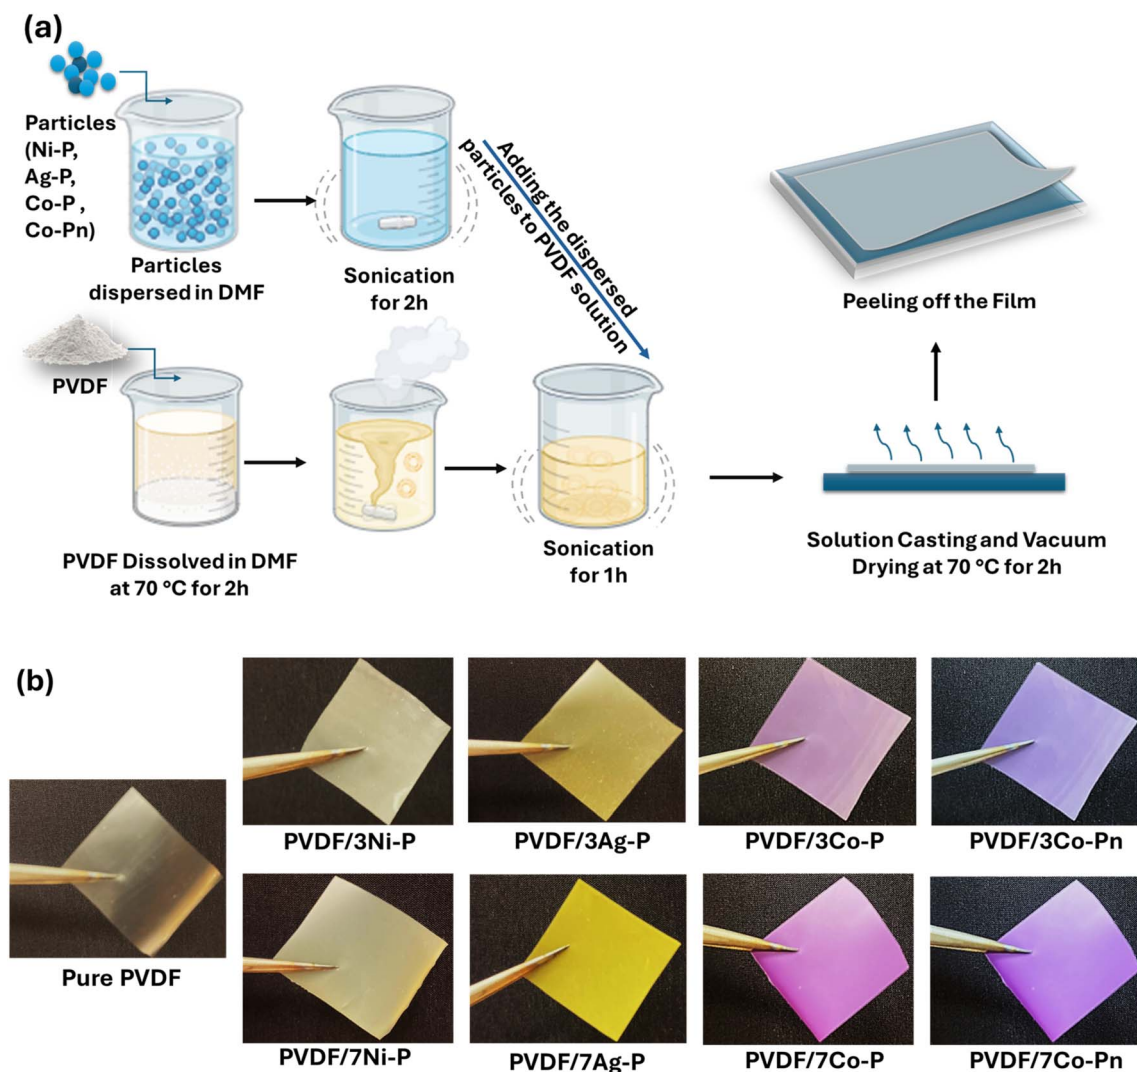 (a)
Particles
(Ni-P,
Ag-P,
Co-P ,
Co-Pn)
Particles
dispersed in DMF
Sonication
for 2h
Adding the dispersed
particles to PVDF solution
Peeling off the Film
PVDF
PVDF Dissolved in DMF
at 70 °C for 2h
Sonication
for 1h
Solution Casting and Vacuum
Drying at 70 °C for 2h
(b)
Pure PVDF
PVDF/3Ni-P
PVDF/3Ag-P
PVDF/3Co-P
PVDF/3Co-Pn
PVDF/7Ni-P
PVDF/7Ag-P
PVDF/7Co-P
PVDF/7Co-Pn